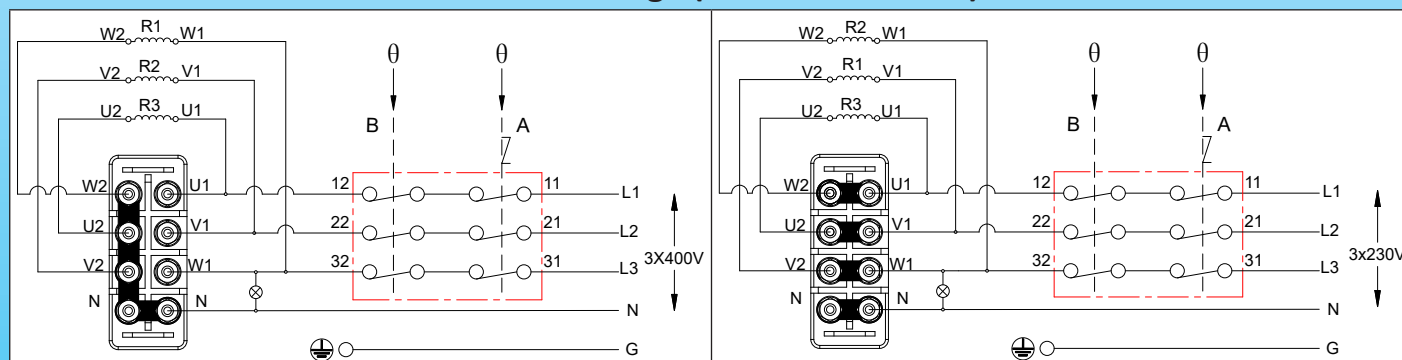 W2 R1 W1
V2 R2 V1
U2 R3 U1
θ θ
B A
W2 U1 12 11 L1
U2 V1 22 21 L2
V2 W1 32 31 L3
3X400V
N N N
G
W2 R2 W1
V2 R1 V1
U2 R3 U1
θ θ
B A
W2 U1 12 11 L1
U2 V1 22 21 L2
V2 W1 32 31 L3
3x230V
N N N
G